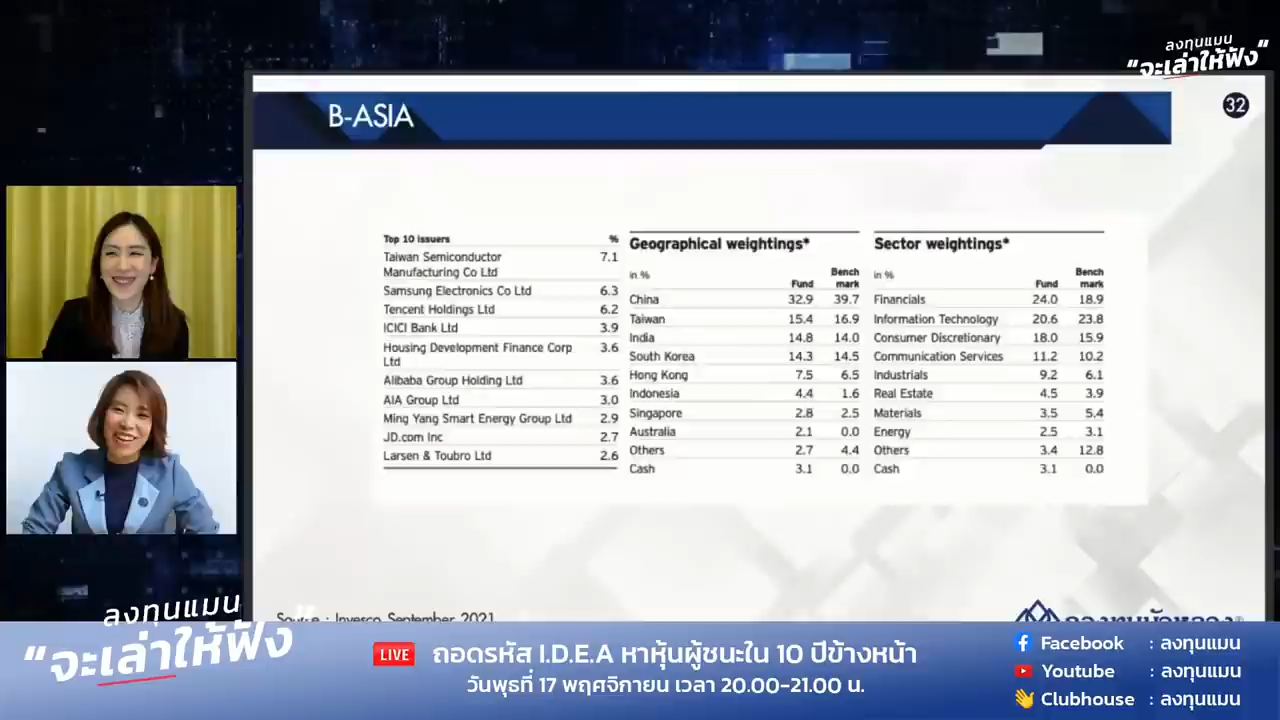 ลงทุนแมน
“จะเล่าให้ฟัง”
B-ASIA
32
Top 10 issuers %
Taiwan Semiconductor
Manufacturing Co Ltd 7.1
Samsung Electronics Co Ltd 6.3
Tencent Holdings Ltd 6.2
ICICI Bank Ltd 3.9
Housing Development Finance Corp
Ltd 3.6
Alibaba Group Holding Ltd 3.6
AIA Group Ltd 3.0
Ming Yang Smart Energy Group Ltd 2.9
JD.com Inc 2.7
Larsen & Toubro Ltd 2.6
Geographical weightings*
in % Fund Bench
mark
China 32.9 39.7
Taiwan 15.4 16.9
India 14.8 14.0
South Korea 14.3 14.5
Hong Kong 7.5 6.5
Indonesia 4.4 1.6
Singapore 2.8 2.5
Australia 2.1 0.0
Others 2.7 4.4
Cash 3.1 0.0
Sector weightings*
in % Fund Bench
mark
Financials 24.0 18.9
Information Technology 20.6 23.8
Consumer Discretionary 18.0 15.9
Communication Services 11.2 10.2
Industrials 9.2 6.1
Real Estate 4.5 3.9
Materials 3.5 5.4
Energy 2.5 3.1
Others 3.4 12.8
Cash 3.1 0.0
Source : Invesco September 2021
กองทุนบัวหลวง
ลงทุนแมน
“จะเล่าให้ฟัง”
LIVE ถอดรหัส I.D.E.A หาหุ้นผู้ชนะใน 10 ปีข้างหน้า
วันพุธที่ 17 พฤศจิกายน เวลา 20.00-21.00 น.
Facebook : ลงทุนแมน
Youtube : ลงทุนแมน
Clubhouse : ลงทุนแมน